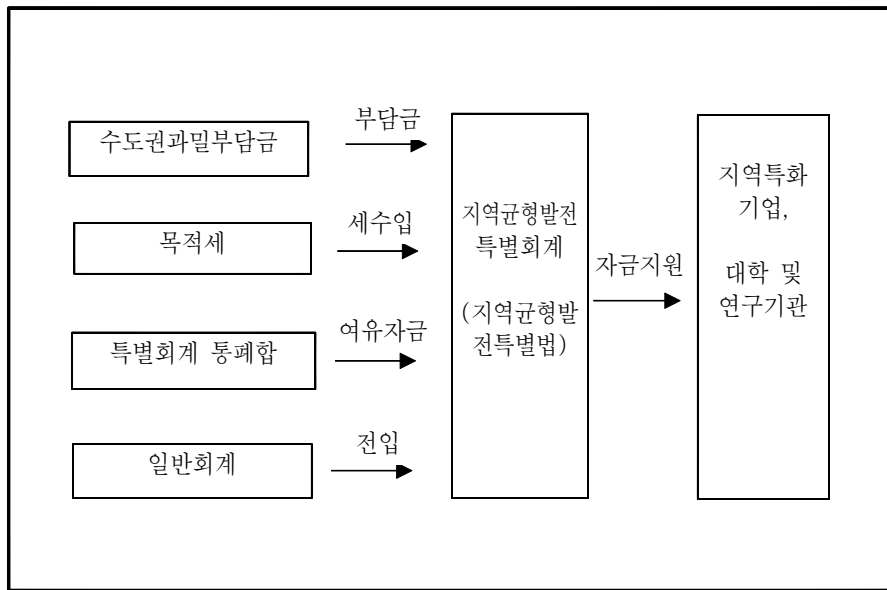 수도권과밀부담금
부담금
목적세
세수입
특별회계 통폐합
여유자금
일반회계
전입
지역균형발전
특별회계
(지역균형발
전특별법)
자금지원
지역특화
기업,
대학 및
연구기관